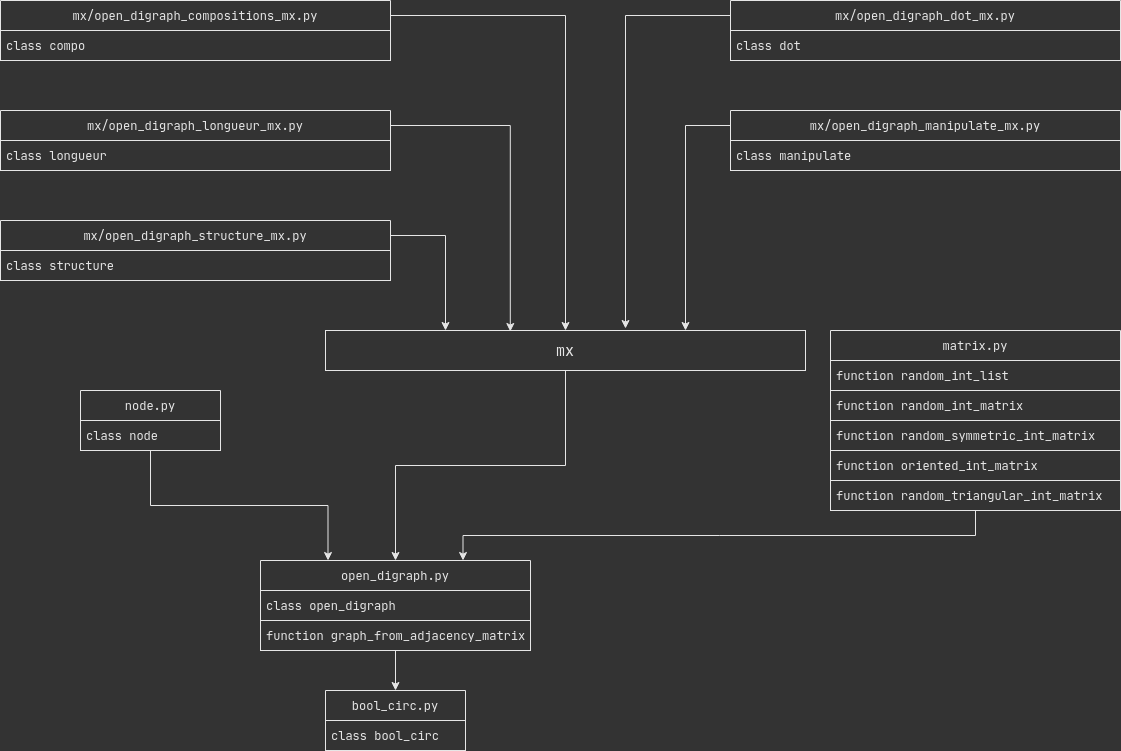 mx/open_digraph_compositions_mx.py
class compo
mx/open_digraph_dot_mx.py
class dot
mx/open_digraph_longueur_mx.py
class longueur
mx/open_digraph_manipulate_mx.py
class manipulate
mx/open_digraph_structure_mx.py
class structure
mx
matrix.py
function random_int_list
function random_int_matrix
function random_symmetric_int_matrix
function oriented_int_matrix
function random_triangular_int_matrix
node.py
class node
open_digraph.py
class open_digraph
function graph_from_adjacency_matrix
bool_circ.py
class bool_circ